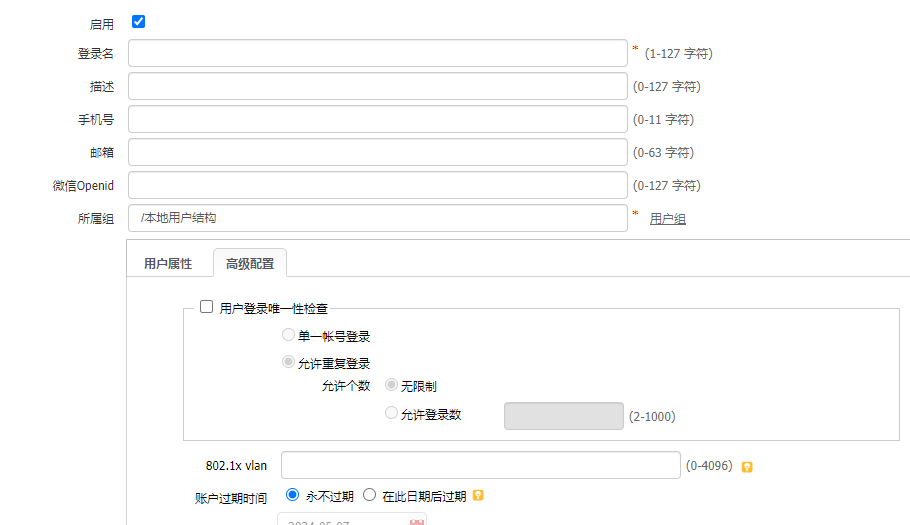 启用
登录名 * (1-127 字符)
描述 (0-127 字符)
手机号 (0-11 字符)
邮箱 (0-63 字符)
微信Openid (0-127 字符)
所属组 /本地用户结构 * 用户组
用户属性 高级配置
用户登录唯一性检查
单一帐号登录
允许重复登录
允许个数 无限制
允许登录数 (2-1000)
802.1x vlan (0-4096)
账户过期时间 永不过期 在此日期后过期
2024-05-07